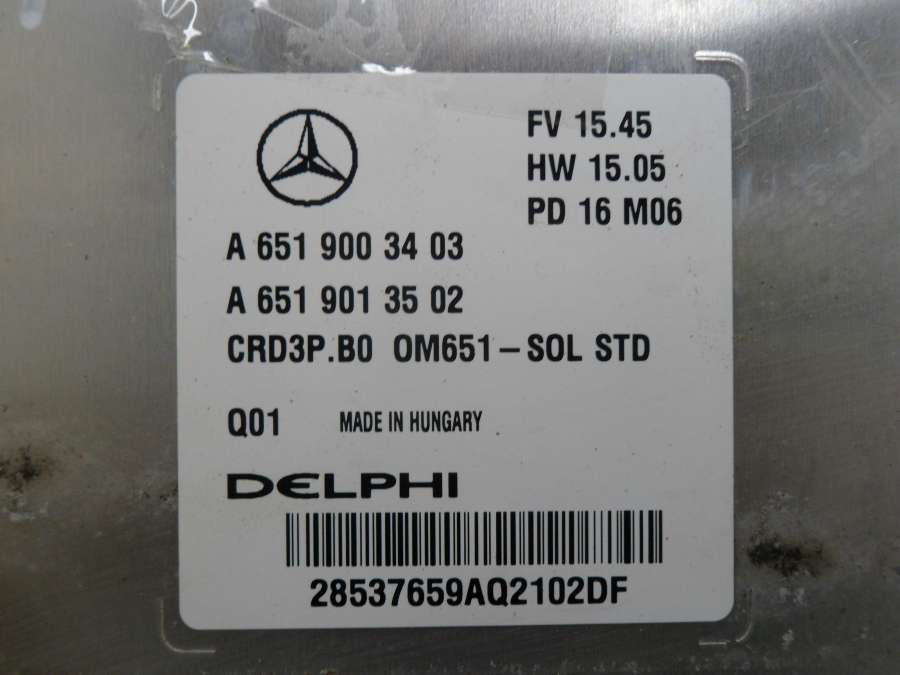 FV 15.45
HW 15.05
PD 16 M06
A 651 900 34 03
A 651 901 35 02
CRD3P.B0 OM651-SOL STD
Q01 MADE IN HUNGARY
DELPHI
28537659AQ2102DF